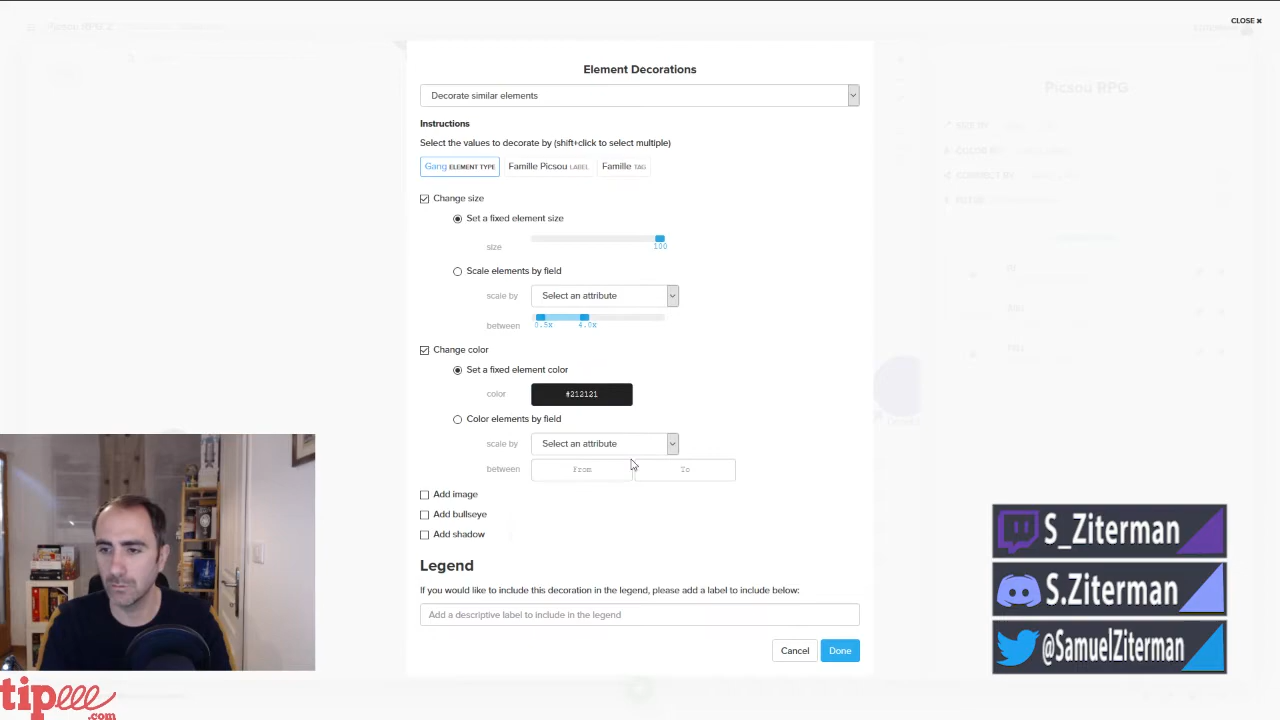 CLOSE ✖
Element Decorations
Decorate similar elements
Instructions
Select the values to decorate by (shift+click to select multiple)
Gang ELEMENT TYPE Famille Picsou LABEL Famille TAG
Change size
Set a fixed element size
size
100
Scale elements by field
scale by Select an attribute
between 0.5x 4.0x
Change color
Set a fixed element color
color #212121
Color elements by field
scale by Select an attribute
between From To
Add image
Add bullseye
Add shadow
Legend
If you would like to include this decoration in the legend, please add a label to include below:
Add a descriptive label to include in the legend
Cancel Done
Picsou RPG
S_Ziterman
S.Ziterman
@SamuelZiterman
tipeee
.com